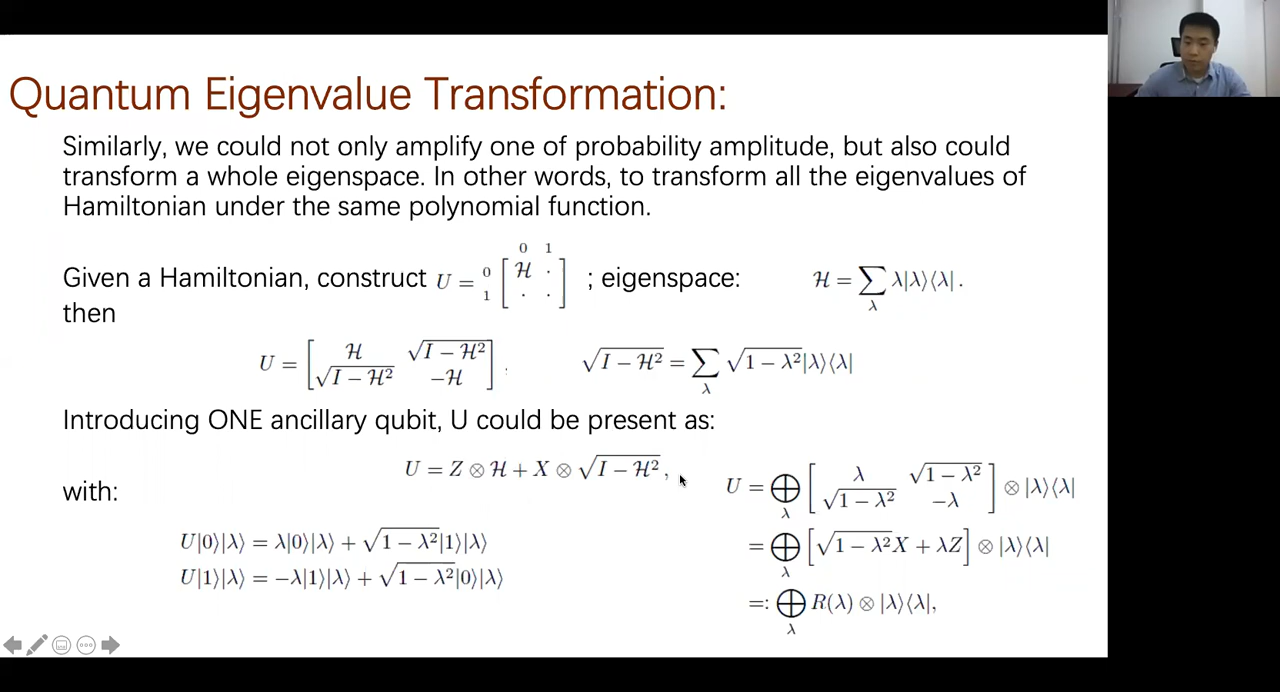 Quantum Eigenvalue Transformation:
Similarly, we could not only amplify one of probability amplitude, but also could
transform a whole eigenspace. In other words, to transform all the eigenvalues of
Hamiltonian under the same polynomial function.
0 1
Given a Hamiltonian, construct U = 0 1 [ ℋ · · · ] ; eigenspace: ℋ = ∑_λ λ|λ⟩⟨λ| .
then
U = [ ℋ √(I − ℋ²) √(I − ℋ²) −ℋ ] . √(I − ℋ²) = ∑_λ √(1 − λ²)|λ⟩⟨λ|
Introducing ONE ancillary qubit, U could be present as:
U = Z ⊗ ℋ + X ⊗ √(I − ℋ²) ,
with:
U|0⟩|λ⟩ = λ|0⟩|λ⟩ + √(1 − λ²)|1⟩|λ⟩
U|1⟩|λ⟩ = −λ|1⟩|λ⟩ + √(1 − λ²)|0⟩|λ⟩
U = ⊕_λ [ λ √(1 − λ²) √(1 − λ²) −λ ] ⊗ |λ⟩⟨λ|
= ⊕_λ [√(1 − λ²)X + λZ] ⊗ |λ⟩⟨λ|
=: ⊕_λ R(λ) ⊗ |λ⟩⟨λ|,